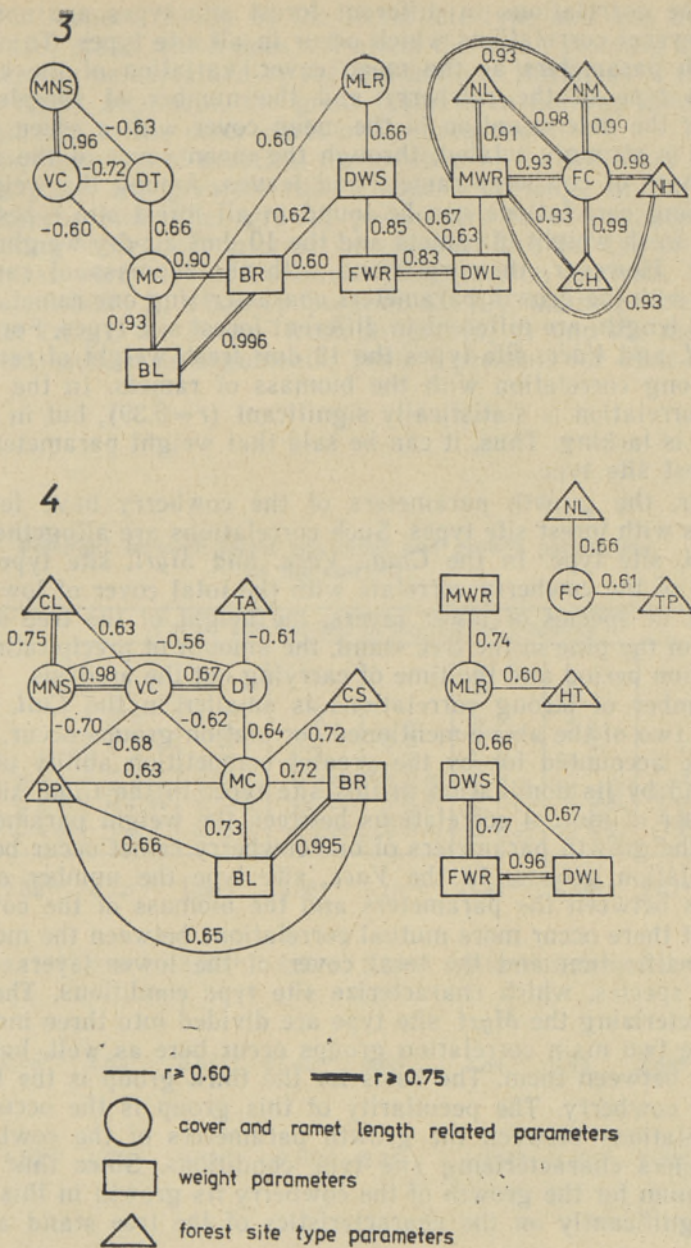 3
MNS
-0.63
0.96
VC
-0.72
DT
-0.60
0.66
MC
0.90
BR
0.93
BL
0.996
0.60
MLR
0.66
DWS
0.62
0.85
0.67
0.60
FWR
0.83
DWL
0.63
0.93
NL
NM
0.98
0.99
0.91
MWR
0.93
FC
0.98
NH
0.93
0.99
CH
0.93
4
CL
TA
0.75
0.63
-0.56
-0.61
MNS
0.98
VC
0.67
DT
CS
-0.70
-0.68
-0.62
0.64
0.72
PP
0.63
MC
0.72
BR
0.66
0.73
0.995
BL
0.65
NL
0.66
FC
0.61
TP
MWR
0.74
MLR
0.60
HT
0.66
DWS
0.67
0.77
FWR
0.96
DWL
r ⩾ 0.60
r ⩾ 0.75
cover and ramet length related parameters
weight parameters
forest site type parameters